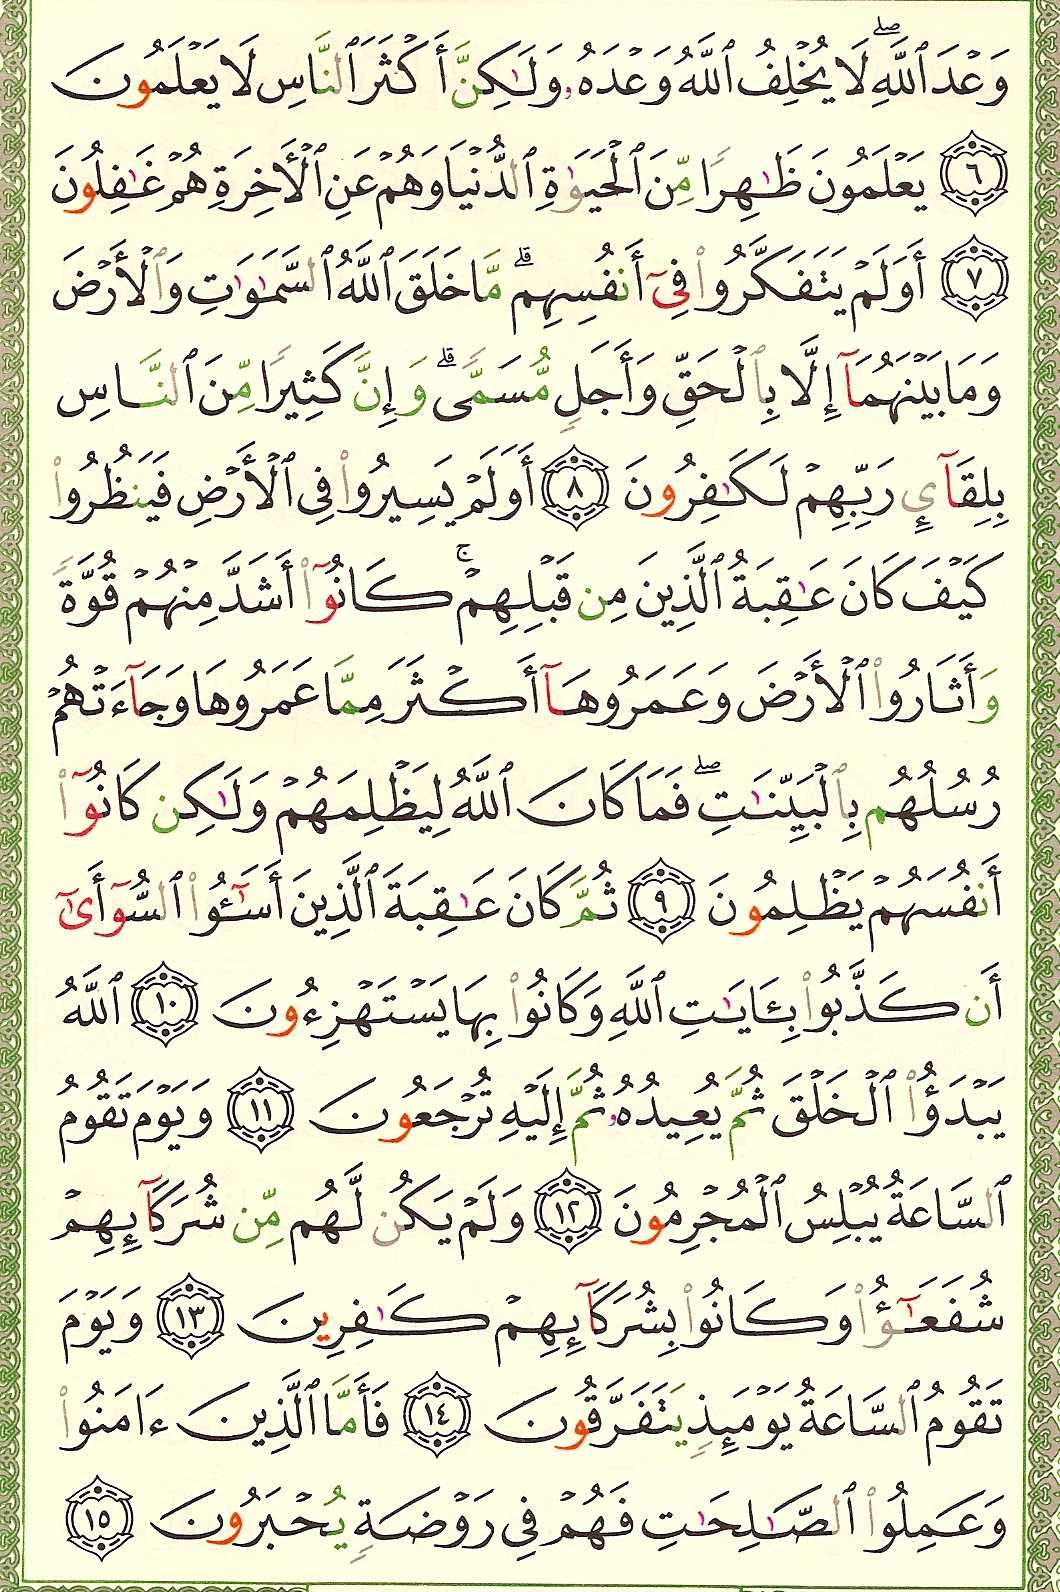 وَعْدَ ٱللَّهِ ۖ لَا يُخْلِفُ ٱللَّهُ وَعْدَهُۥ وَلَـٰكِنَّ أَكْثَرَ ٱلنَّاسِ لَا يَعْلَمُونَ
﴿٦﴾ يَعْلَمُونَ ظَـٰهِرًا مِّنَ ٱلْحَيَوٰةِ ٱلدُّنْيَا وَهُمْ عَنِ ٱلْـَٔاخِرَةِ هُمْ غَـٰفِلُونَ
﴿٧﴾ أَوَلَمْ يَتَفَكَّرُوا۟ فِىٓ أَنفُسِهِم ۗ مَّا خَلَقَ ٱللَّهُ ٱلسَّمَـٰوَٰتِ وَٱلْأَرْضَ
وَمَا بَيْنَهُمَآ إِلَّا بِٱلْحَقِّ وَأَجَلٍ مُّسَمًّى ۗ وَإِنَّ كَثِيرًا مِّنَ ٱلنَّاسِ
بِلِقَآئِ رَبِّهِمْ لَكَـٰفِرُونَ ﴿٨﴾ أَوَلَمْ يَسِيرُوا۟ فِى ٱلْأَرْضِ فَيَنظُرُوا۟
كَيْفَ كَانَ عَـٰقِبَةُ ٱلَّذِينَ مِن قَبْلِهِمْ ۚ كَانُوٓا۟ أَشَدَّ مِنْهُمْ قُوَّةً
وَأَثَارُوا۟ ٱلْأَرْضَ وَعَمَرُوهَآ أَكْثَرَ مِمَّا عَمَرُوهَا وَجَآءَتْهُمْ
رُسُلُهُم بِٱلْبَيِّنَـٰتِ ۖ فَمَا كَانَ ٱللَّهُ لِيَظْلِمَهُمْ وَلَـٰكِن كَانُوٓا۟
أَنفُسَهُمْ يَظْلِمُونَ ﴿٩﴾ ثُمَّ كَانَ عَـٰقِبَةَ ٱلَّذِينَ أَسَـٰٓـُٔوا۟ ٱلسُّوٓأَىٰٓ
أَن كَذَّبُوا۟ بِـَٔايَـٰتِ ٱللَّهِ وَكَانُوا۟ بِهَا يَسْتَهْزِءُونَ ﴿١٠﴾ ٱللَّهُ
يَبْدَؤُا۟ ٱلْخَلْقَ ثُمَّ يُعِيدُهُۥ ثُمَّ إِلَيْهِ تُرْجَعُونَ ﴿١١﴾ وَيَوْمَ تَقُومُ
ٱلسَّاعَةُ يُبْلِسُ ٱلْمُجْرِمُونَ ﴿١٢﴾ وَلَمْ يَكُن لَّهُم مِّن شُرَكَآئِهِمْ
شُفَعَـٰٓؤُا۟ وَكَانُوا۟ بِشُرَكَآئِهِمْ كَـٰفِرِينَ ﴿١٣﴾ وَيَوْمَ
تَقُومُ ٱلسَّاعَةُ يَوْمَئِذٍ يَتَفَرَّقُونَ ﴿١٤﴾ فَأَمَّا ٱلَّذِينَ ءَامَنُوا۟
وَعَمِلُوا۟ ٱلصَّـٰلِحَـٰتِ فَهُمْ فِى رَوْضَةٍ يُحْبَرُونَ ﴿١٥﴾